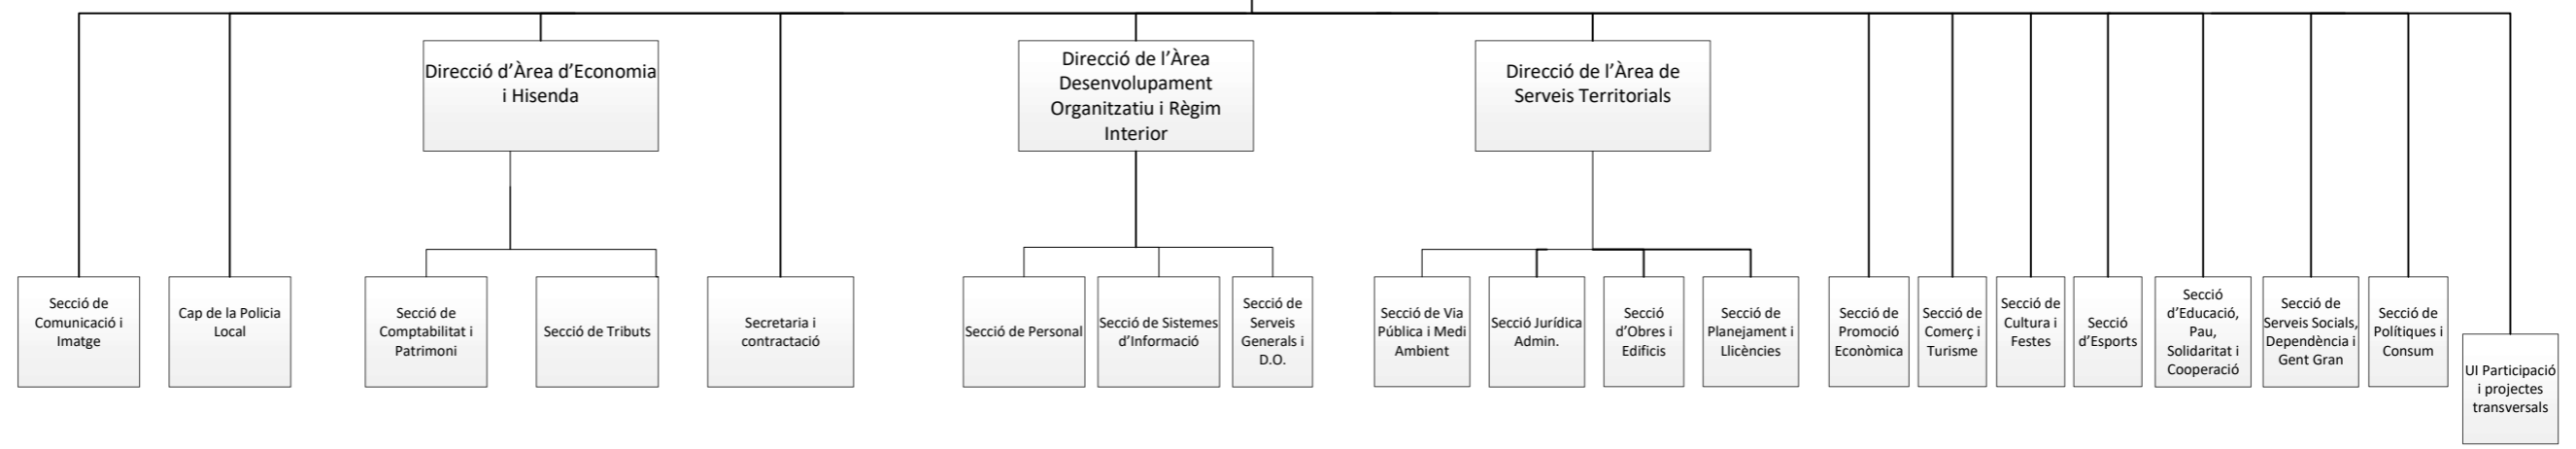 Direcció d'Àrea d'Economia
i Hisenda
Direcció de l'Àrea
Desenvolupament
Organitzatiu i Règim
Interior
Direcció de l'Àrea de
Serveis Territorials
Secció de
Comunicació i
Imatge
Cap de la Policia
Local
Secció de
Comptabilitat i
Patrimoni
Secció de Tributs
Secretaria i
contractació
Secció de Personal
Secció de Sistemes
d'Informació
Secció de
Serveis
Generals i
D.O.
Secció de Via
Pública i Medi
Ambient
Secció Jurídica
Admin.
Secció
d'Obres i
Edificis
Secció de
Planejament i
Llicències
Secció de
Promoció
Econòmica
Secció de
Comerç i
Turisme
Secció de
Cultura i
Festes
Secció
d'Esports
Secció
d'Educació,
Pau,
Solidaritat i
Cooperació
Secció de
Serveis Socials,
Dependència i
Gent Gran
Secció de
Polítiques i
Consum
UI Participació
i projectes
transversals